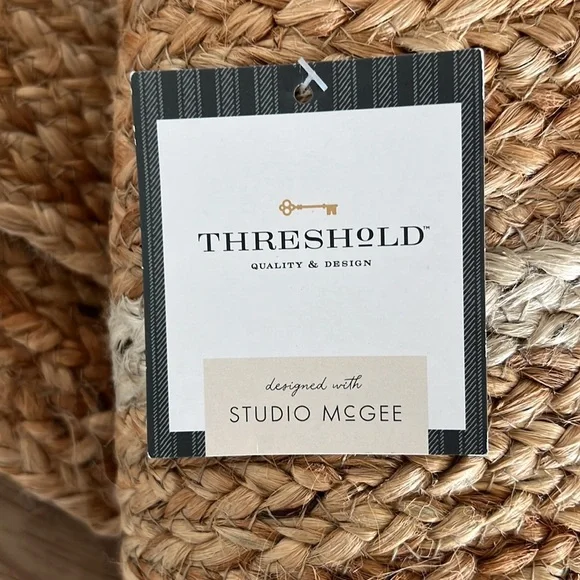 THRESHOLD™
QUALITY & DESIGN
designed with
STUDIO McGEE